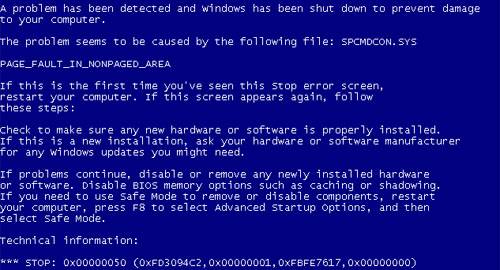 A problem has been detected and Windows has been shut down to prevent damage
to your computer.
The problem seems to be caused by the following file: SPCMDCON.SYS
PAGE_FAULT_IN_NONPAGED_AREA
If this is the first time you've seen this Stop error screen,
restart your computer. If this screen appears again, follow
these steps:
Check to make sure any new hardware or software is properly installed.
If this is a new installation, ask your hardware or software manufacturer
for any Windows updates you might need.
If problems continue, disable or remove any newly installed hardware
or software. Disable BIOS memory options such as caching or shadowing.
If you need to use Safe Mode to remove or disable components, restart
your computer, press F8 to select Advanced Startup Options, and then
select Safe Mode.
Technical information:
*** STOP: 0x00000050 (0xFD3094C2,0x00000001,0xFBFE7617,0x00000000)